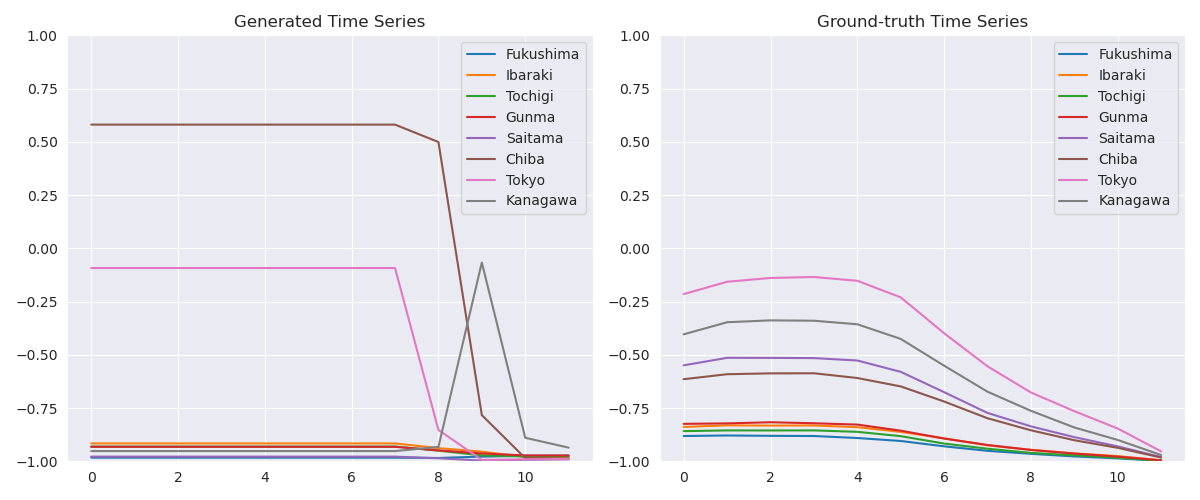 Generated Time Series
1.00
0.75
0.50
0.25
0.00
−0.25
−0.50
−0.75
−1.00
0 2 4 6 8 10
Fukushima
Ibaraki
Tochigi
Gunma
Saitama
Chiba
Tokyo
Kanagawa
Ground-truth Time Series
1.00
0.75
0.50
0.25
0.00
−0.25
−0.50
−0.75
−1.00
0 2 4 6 8 10
Fukushima
Ibaraki
Tochigi
Gunma
Saitama
Chiba
Tokyo
Kanagawa